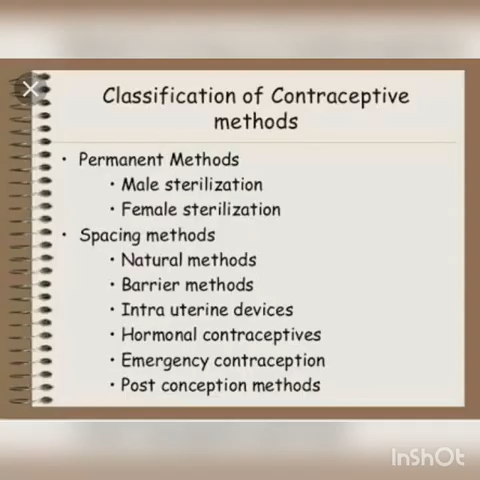 Classification of Contraceptive
methods
• Permanent Methods
• Male sterilization
• Female sterilization
• Spacing methods
• Natural methods
• Barrier methods
• Intra uterine devices
• Hormonal contraceptives
• Emergency contraception
• Post conception methods
InShOt